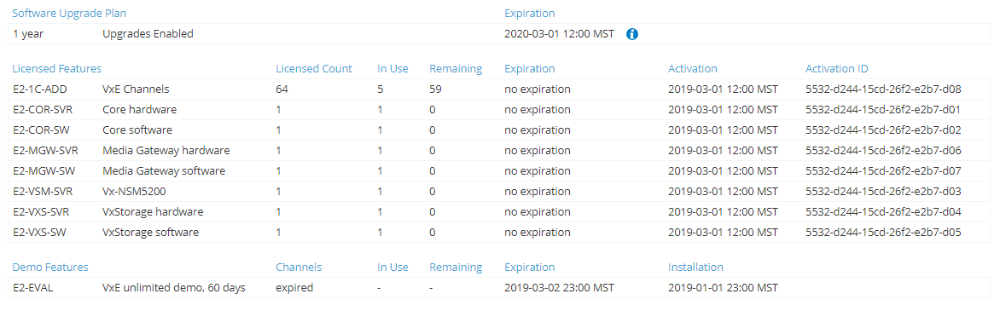 Software Upgrade Plan Expiration
1 year Upgrades Enabled 2020-03-01 12:00 MST
Licensed Features Licensed Count In Use Remaining Expiration Activation Activation ID
E2-1C-ADD VxE Channels 64 5 59 no expiration 2019-03-01 12:00 MST 5532-d244-15cd-26f2-e2b7-d08
E2-COR-SVR Core hardware 1 1 0 no expiration 2019-03-01 12:00 MST 5532-d244-15cd-26f2-e2b7-d01
E2-COR-SW Core software 1 1 0 no expiration 2019-03-01 12:00 MST 5532-d244-15cd-26f2-e2b7-d02
E2-MGW-SVR Media Gateway hardware 1 1 0 no expiration 2019-03-01 12:00 MST 5532-d244-15cd-26f2-e2b7-d06
E2-MGW-SW Media Gateway software 1 1 0 no expiration 2019-03-01 12:00 MST 5532-d244-15cd-26f2-e2b7-d07
E2-VSM-SVR Vx-NSM5200 1 1 0 no expiration 2019-03-01 12:00 MST 5532-d244-15cd-26f2-e2b7-d03
E2-VXS-SVR VxStorage hardware 1 1 0 no expiration 2019-03-01 12:00 MST 5532-d244-15cd-26f2-e2b7-d04
E2-VXS-SW VxStorage software 1 1 0 no expiration 2019-03-01 12:00 MST 5532-d244-15cd-26f2-e2b7-d05
Demo Features Channels In Use Remaining Expiration Installation
E2-EVAL VxE unlimited demo, 60 days expired - - 2019-03-02 23:00 MST 2019-01-01 23:00 MST